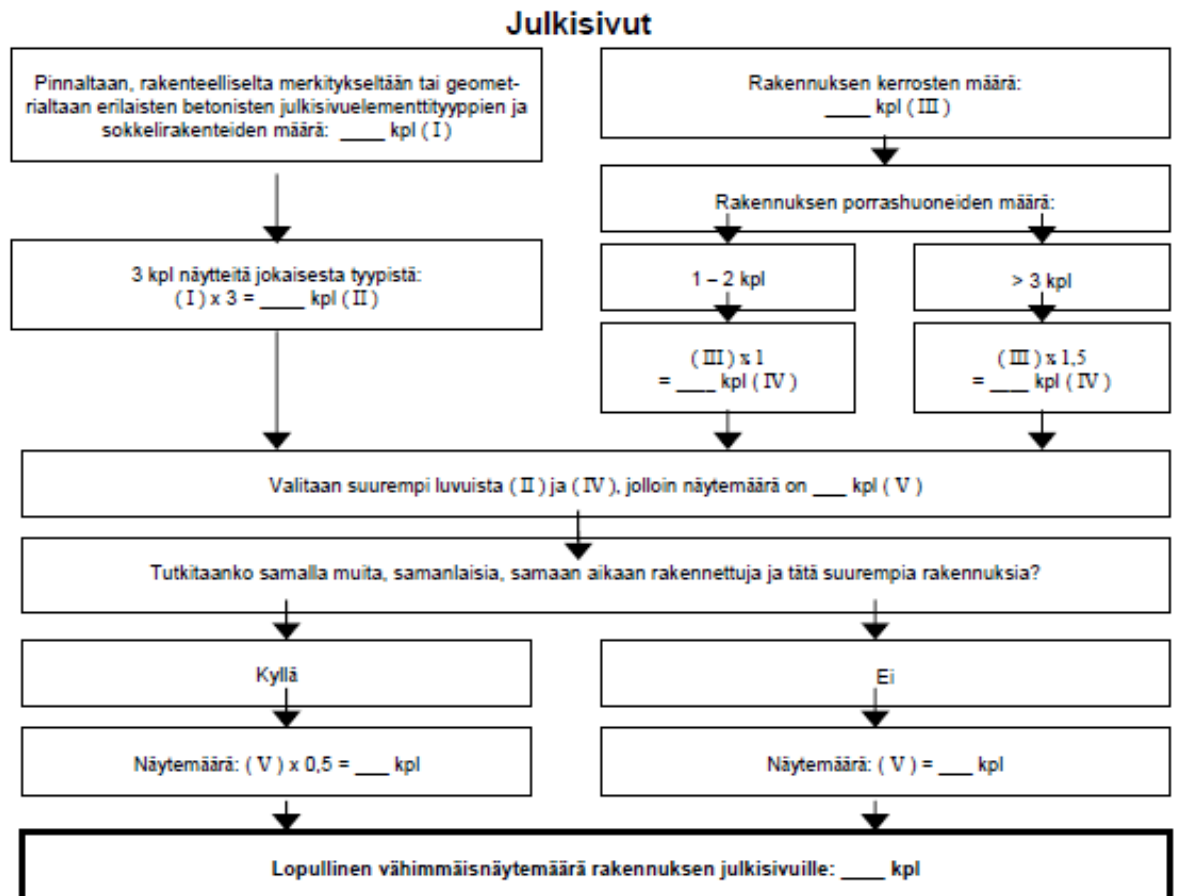 Julkisivut
Pinnaltaan, rakenteelliselta merkitykseltään tai geomet-
rialtaan erilaisten betonisten julkisivuelementtityyppien ja
sokkelirakenteiden määrä: ____ kpl ( I )
3 kpl näytteitä jokaisesta tyypistä:
( I ) x 3 = ____ kpl ( II )
Rakennuksen kerrosten määrä:
____ kpl ( III )
Rakennuksen porrashuoneiden määrä:
1 – 2 kpl
( III ) x 1
= ____ kpl ( IV )
> 3 kpl
( III ) x 1,5
= ____ kpl ( IV )
Valitaan suurempi luvuista ( II ) ja ( IV ), jolloin näytemäärä on ___ kpl ( V )
Tutkitaanko samalla muita, samanlaisia, samaan aikaan rakennettuja ja tätä suurempia rakennuksia?
Kyllä
Näytemäärä: ( V ) x 0,5 = ___ kpl
Ei
Näytemäärä: ( V ) = ___ kpl
Lopullinen vähimmäisnäytemäärä rakennuksen julkisivuille: ____ kpl